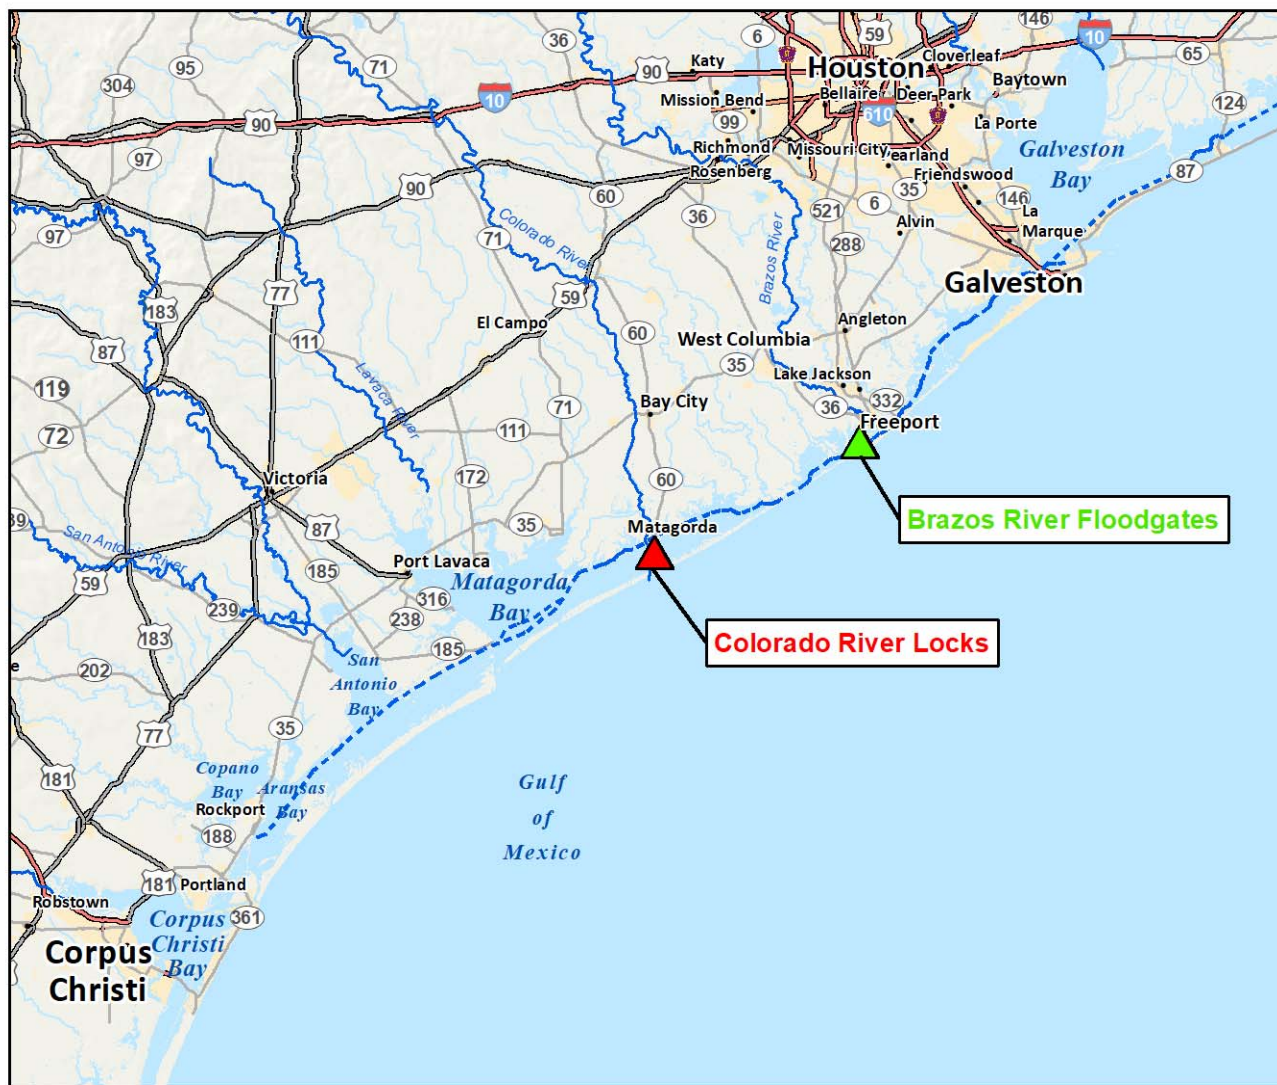 36
6
59
146
10
Cloverleaf
65
95
71
304
90
Katy
Houston
Baytown
10
Mission Bend
Bellaire
Deer Park
124
90
99
610
La Porte
97
Richmond
Missouri City
earland
Galveston
Bay
Rosenberg
Friendswood
87
90
60
36
521
6
35
146
La
Marque
97
Colorado River
71
Brazos River
288
Alvin
77
59
Galveston
183
El Campo
60
West Columbia
Angleton
87
111
35
Lake Jackson
119
Lavaca River
71
Bay City
36
332
72
111
Freeport
Victoria
172
60
Brazos River Floodgates
39
87
35
Matagorda
San Antonio River
185
Port Lavaca
59
316
Matagorda
Bay
239
238
183
185
Colorado River Locks
e
202
San
Antonio
Bay
77
35
181
Copano
Bay
Aransas
Bay
Gulf
of
Mexico
Rockport
188
181
Portland
Robstown
361
Corpus
Christi
Bay
Corpus
Christi